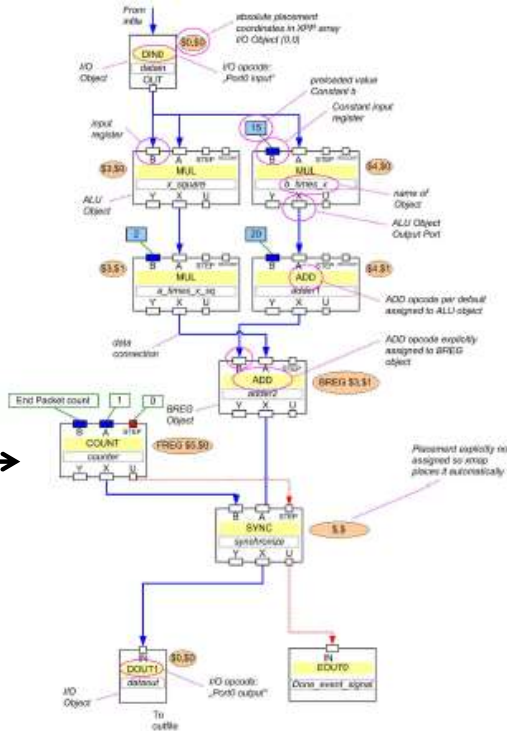 From
infile
absolute placement
coordinates in XPP array
I/O Object (0,0)
$0,$0
DIN0
datain
OUT
I/O
Object
I/O opcode:
„Port0 input"
preloaded value
Constant b
15
Constant input
register
input
register
B A STEP
MUL
x_square
Y X U
$3,$0
ALU
Object
B A STEP
MUL
b_times_x
Y X U
$4,$0
name of
Object
ALU Object
Output Port
2
B A STEP
MUL
a_times_x_sq
Y X U
$3,$1
20
B A STEP
ADD
adder1
Y X U
$4,$1
ADD opcode per default
assigned to ALU object
data
connection
ADD opcode explicitly
assigned to BREG
object
B A STEP
ADD
adder2
Y X U
BREG $3,$1
BREG
Object
End Packet count
1
0
B A STEP
COUNT
counter
Y X U
FREG $5,$0
Placement explicitly no
assigned so xmap
places it automatically
B A STEP
SYNC
synchronize
Y X U
$,$
IN
DOUT1
dataout
$0,$0
I/O
Object
I/O opcode:
„Port0 output"
To
outfile
IN
EOUT0
Done_event_signal